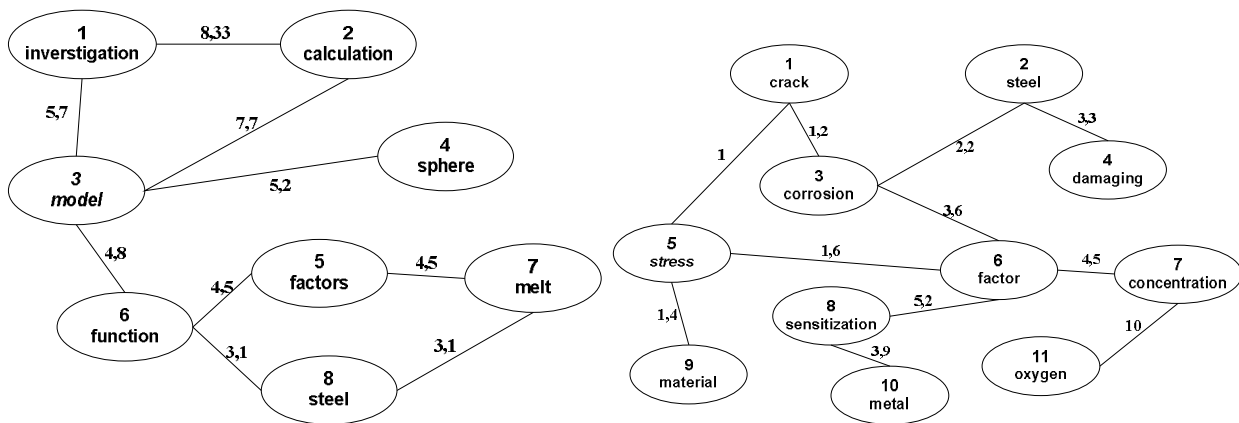 1
inverstigation
8,33
2
calculation
5,7
7,7
4
sphere
3
model
5,2
4,8
5
factors
4,5
7
melt
4,5
6
function
3,1
3,1
8
steel
1
crack
2
steel
1
1,2
2,2
3,3
3
corrosion
4
damaging
3,6
5
stress
1,6
6
factor
4,5
7
concentration
5,2
8
sensitization
1,4
10
3,9
9
material
11
oxygen
10
metal